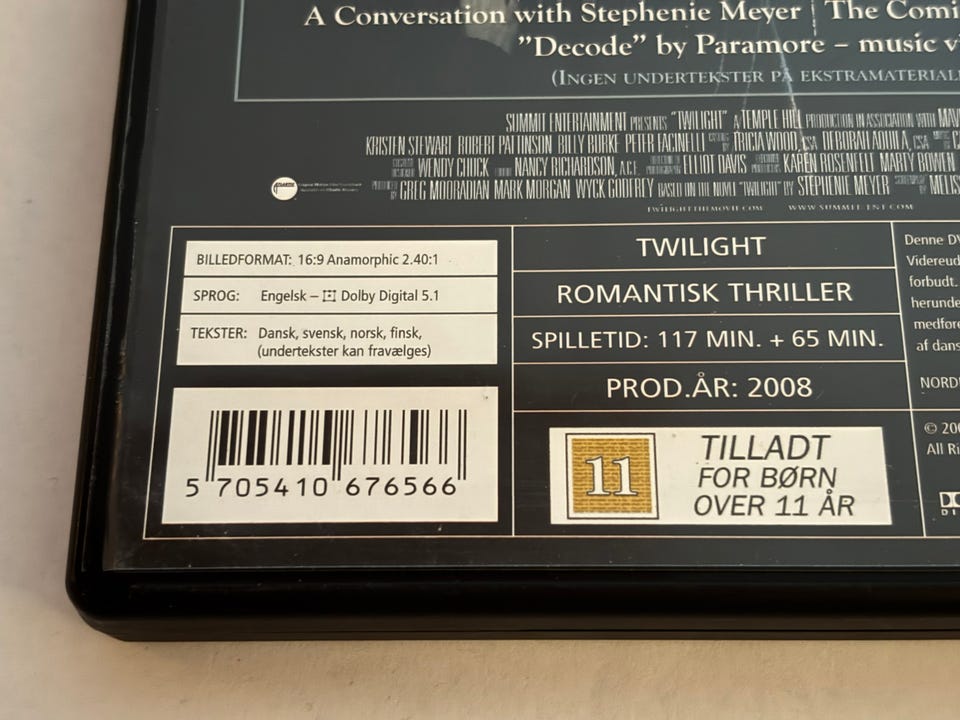 A Conversation with Stephenie Meyer | The Comi
"Decode" by Paramore – music v
(INGEN UNDERTEKSTER PÅ EKSTRAMATERIAL
SUMMIT ENTERTAINMENT PRESENTS "TWILIGHT" A TEMPLE HILL PRODUCTION IN ASSOCIATION WITH
KRISTEN STEWART ROBERT PATTINSON BILLY BURKE PETER FACINELLI TRICIA WOOD, CSA DEBORAH AQUILA, CSA
WENDY CHUCK NANCY RICHARDSON, A.C.E. ELLIOT DAVIS KAREN ROSENFELT MARTY BOWEN
GREG MOORADIAN MARK MORGAN WYCK GODFREY BASED ON THE NOVEL "TWILIGHT" BY STEPHENIE MEYER
TWILIGHTTHEMOVIE.COM WWW.SUMMIT-ENT.COM
BILLEDFORMAT: 16:9 Anamorphic 2.40:1
SPROG: Engelsk – Dolby Digital 5.1
TEKSTER: Dansk, svensk, norsk, finsk,
(undertekster kan fravælges)
5 705410 676566
TWILIGHT
ROMANTISK THRILLER
SPILLETID: 117 MIN. + 65 MIN.
PROD.ÅR: 2008
11
TILLADT
FOR BØRN
OVER 11 ÅR
Denne DV
Videreud
forbudt.
herunde
medføre
af dans
NORD
© 200
All Ri